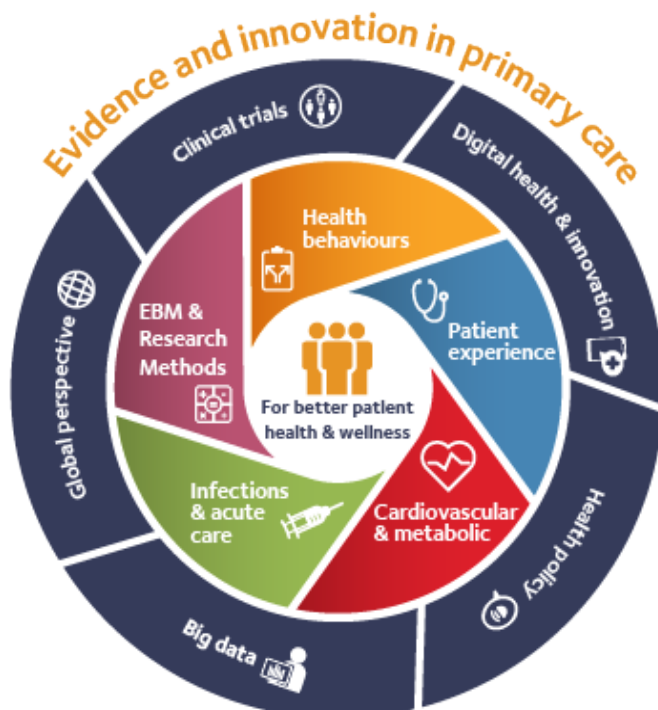 Evidence and innovation in primary care
Clinical trials
Digital health & innovation
Health policy
Big data
Global perspective
Health
behaviours
Patient
experience
Cardiovascular
& metabolic
Infections
& acute
care
EBM &
Research
Methods
For better patient
health & wellness